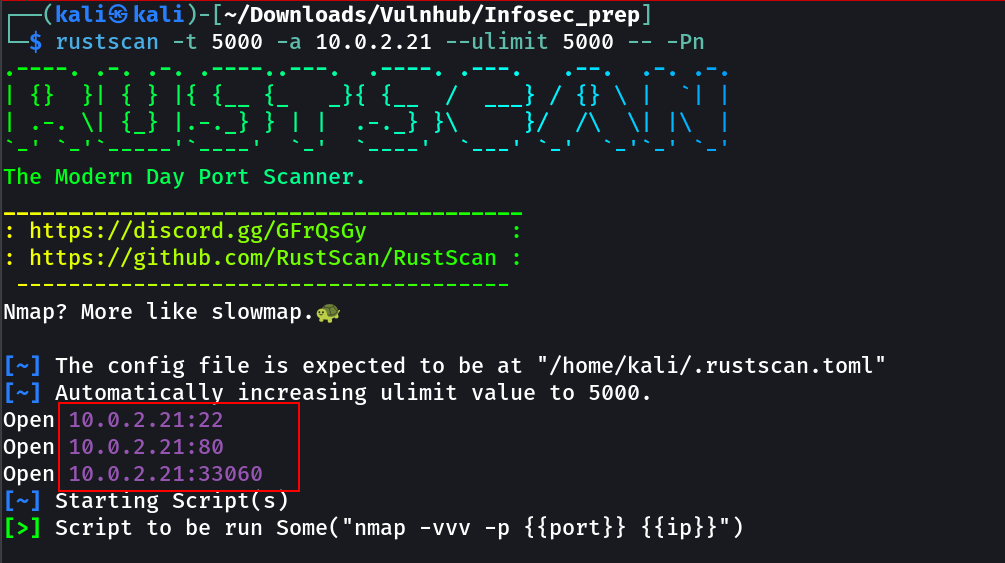 ┌──(kali㉿kali)-[~/Downloads/Vulnhub/Infosec_prep]
└─$ rustscan -t 5000 -a 10.0.2.21 --ulimit 5000 -- -Pn
.----. .-. .-. .----..---.  .----. .---.   .--.  .-. .-.
| {}  }| { } |{ {__ {_   _}{ {__  /  ___} / {} \ |  `| |
| .-. \| {_} |.-._} } | |  .-._} }\     }/  /\  \| |\  |
`-' `-'`-----'`----'  `-'  `----'  `---' `-'  `-'`-' `-'
The Modern Day Port Scanner.
________________________________________
: https://discord.gg/GFrQsGy           :
: https://github.com/RustScan/RustScan :
 --------------------------------------
Nmap? More like slowmap.🐢
[~] The config file is expected to be at "/home/kali/.rustscan.toml"
[~] Automatically increasing ulimit value to 5000.
Open 10.0.2.21:22
Open 10.0.2.21:80
Open 10.0.2.21:33060
[~] Starting Script(s)
[>] Script to be run Some("nmap -vvv -p {{port}} {{ip}}")